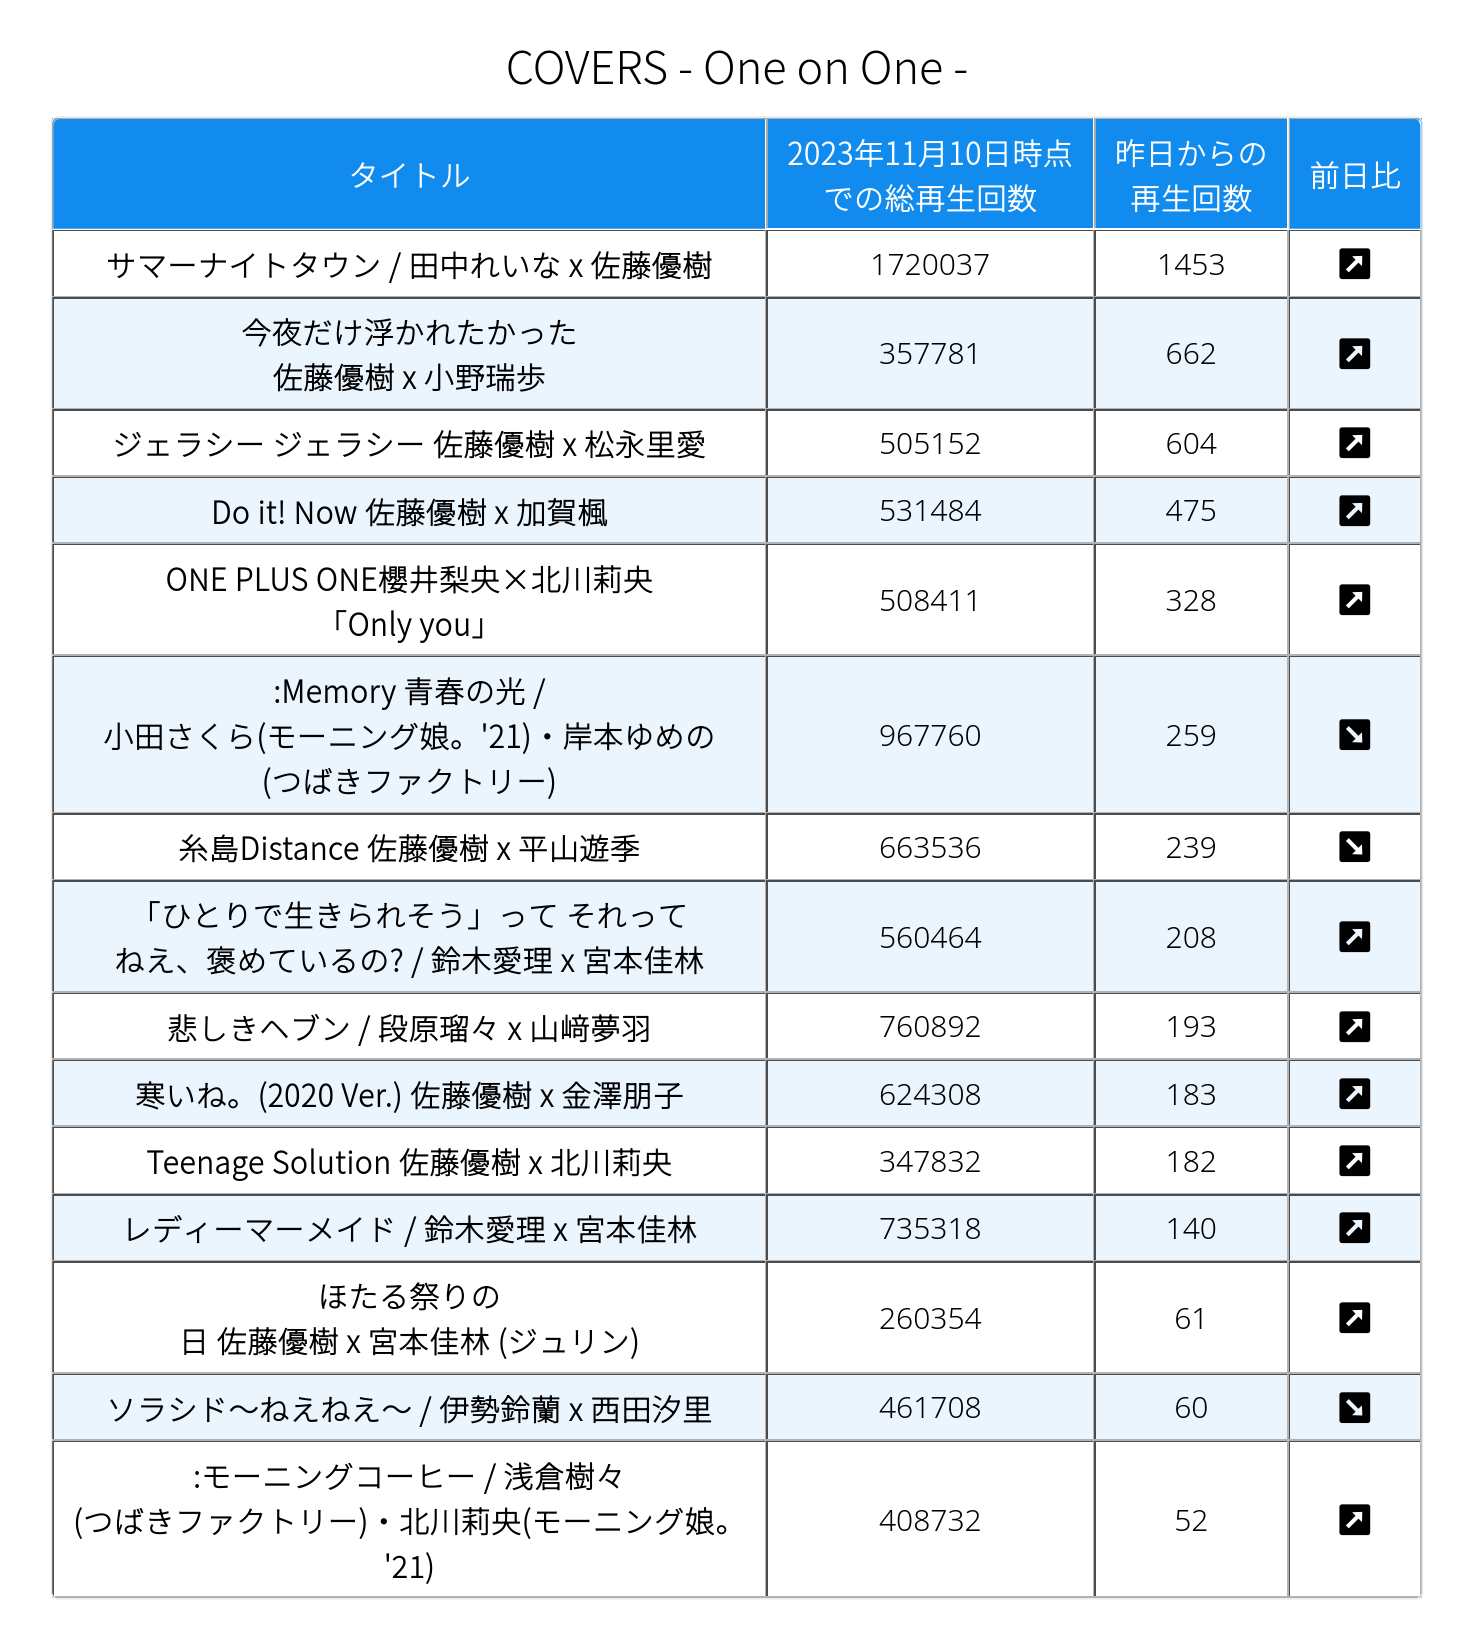 COVERS - One on One -
タイトル
2023年11月10日時点
での総再生回数
昨日からの
再生回数
前日比
サマーナイトタウン / 田中れいな x 佐藤優樹
1720037
1453
今夜だけ浮かれたかった
佐藤優樹 x 小野瑞歩
357781
662
ジェラシー ジェラシー 佐藤優樹 x 松永里愛
505152
604
Do it! Now 佐藤優樹 x 加賀楓
531484
475
ONE PLUS ONE櫻井梨央×北川莉央
「Only you」
508411
328
:Memory 青春の光 /
小田さくら(モーニング娘。'21)・岸本ゆめの
(つばきファクトリー)
967760
259
糸島Distance 佐藤優樹 x 平山遊季
663536
239
「ひとりで生きられそう」って それって
ねえ、褒めているの? / 鈴木愛理 x 宮本佳林
560464
208
悲しきヘブン / 段原瑠々 x 山﨑夢羽
760892
193
寒いね。(2020 Ver.) 佐藤優樹 x 金澤朋子
624308
183
Teenage Solution 佐藤優樹 x 北川莉央
347832
182
レディーマーメイド / 鈴木愛理 x 宮本佳林
735318
140
ほたる祭りの
日 佐藤優樹 x 宮本佳林 (ジュリン)
260354
61
ソラシド〜ねえねえ〜 / 伊勢鈴蘭 x 西田汐里
461708
60
:モーニングコーヒー / 浅倉樹々
(つばきファクトリー)・北川莉央(モーニング娘。
'21)
408732
52